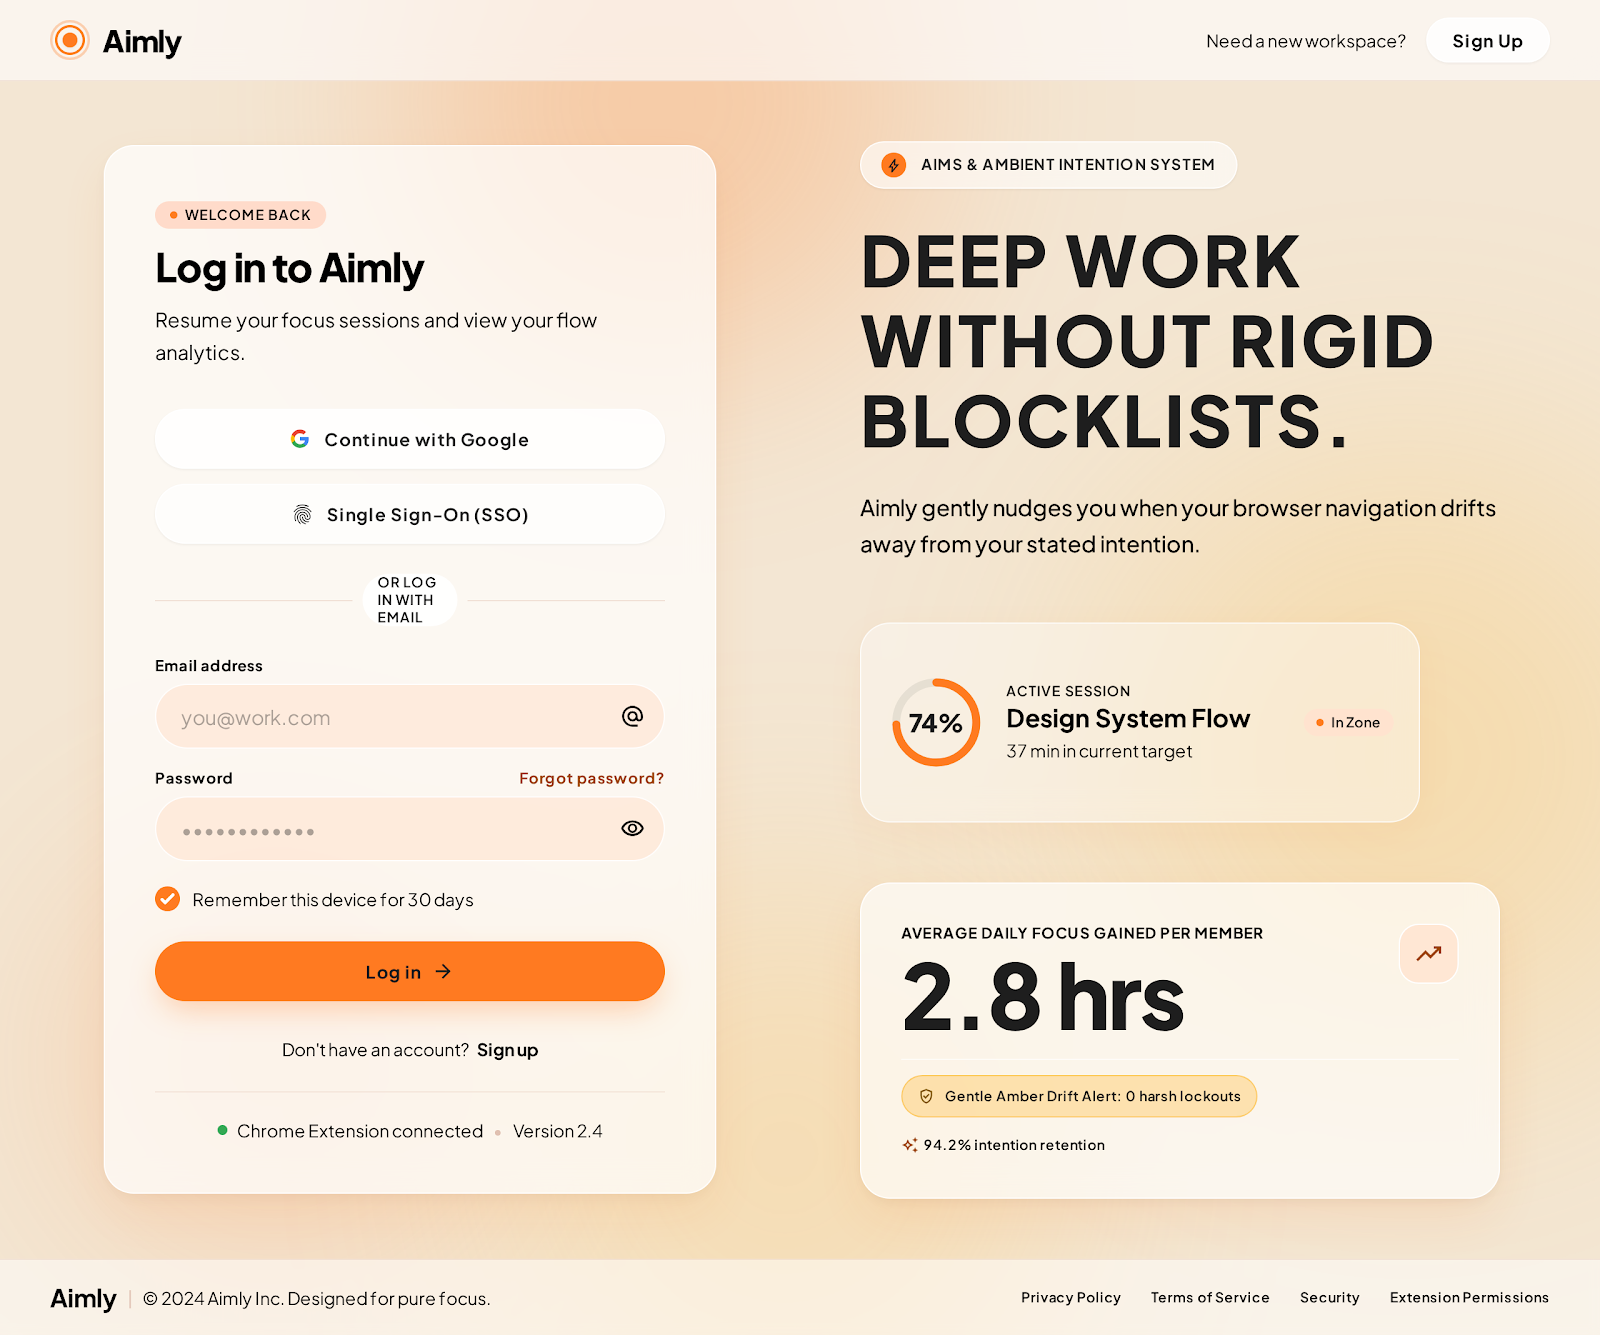 Aimly
Need a new workspace?
Sign Up
WELCOME BACK
Log in to Aimly
Resume your focus sessions and view your flow
analytics.
Continue with Google
Single Sign-On (SSO)
OR LOG
IN WITH
EMAIL
Email address
you@work.com
Password
Forgot password?
••••••••••••
Remember this device for 30 days
Log in
Don't have an account? Sign up
Chrome Extension connected • Version 2.4
AIMS & AMBIENT INTENTION SYSTEM
DEEP WORK
WITHOUT RIGID
BLOCKLISTS.
Aimly gently nudges you when your browser navigation drifts
away from your stated intention.
74%
ACTIVE SESSION
Design System Flow
37 min in current target
In Zone
AVERAGE DAILY FOCUS GAINED PER MEMBER
2.8 hrs
Gentle Amber Drift Alert: 0 harsh lockouts
94.2% intention retention
Aimly
© 2024 Aimly Inc. Designed for pure focus.
Privacy Policy
Terms of Service
Security
Extension Permissions